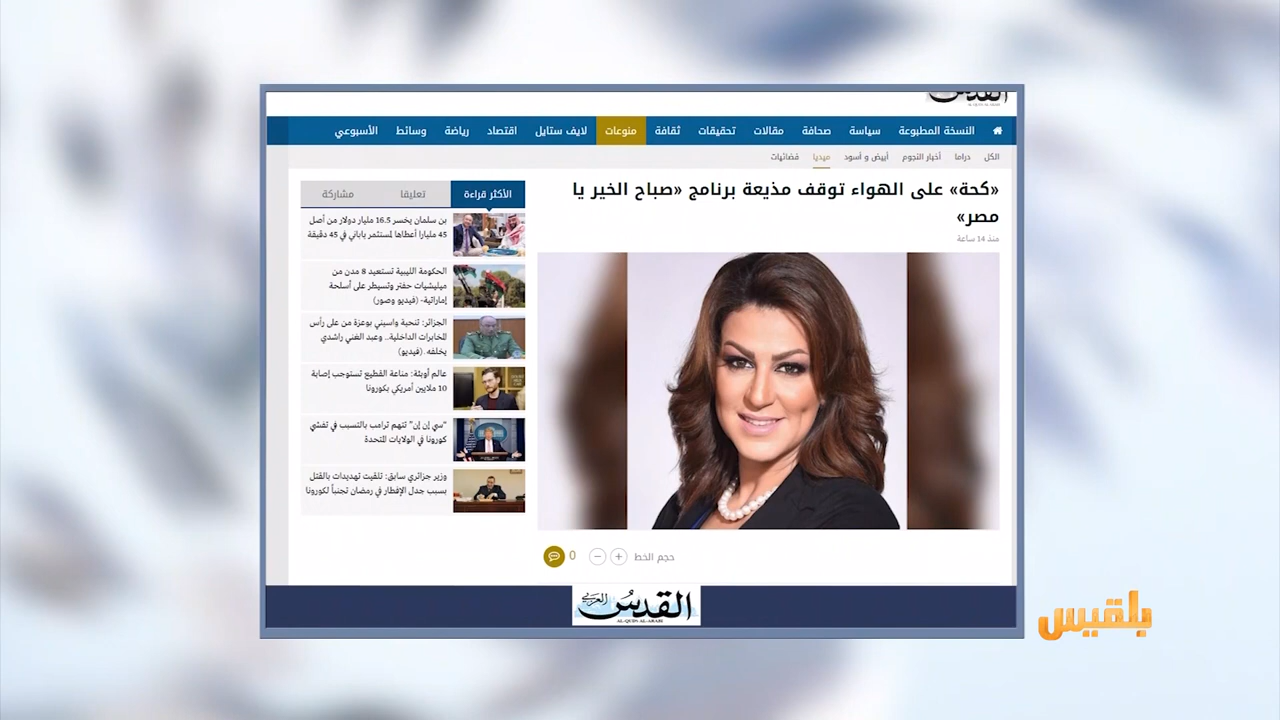 القدس
النسخة المطبوعة سياسة صحافة مقالات تحقيقات ثقافة منوعات لايف ستايل اقتصاد رياضة وسائط الأسبوعي
الكل دراما أخبار النجوم أبيض و أسود ميديا فضائيات
«كحة» على الهواء توقف مذيعة برنامج «صباح الخير يا
مصر»
منذ 14 ساعة
حجم الخط
0
الأكثر قراءة تعليقا مشاركة
بن سلمان يخسر 16.5 مليار دولار من أصل
45 مليارا أعطاها لمستثمر ياباني في 45 دقيقة
الحكومة الليبية تستعيد 8 مدن من
ميليشيات حفتر وتسيطر على أسلحة
إماراتية- (فيديو وصور)
الجزائر: تنحية واسيني بوعزة من على رأس
المخابرات الداخلية.. وعبد الغني راشدي
يخلفه (فيديو)
عالم أوبئة: مناعة القطيع تستوجب إصابة
10 ملايين أمريكي بكورونا
“سي إن إن” تتهم ترامب بالتسبب في تفشي
كورونا في الولايات المتحدة
وزير جزائري سابق: تلقيت تهديدات بالقتل
بسبب جدل الإفطار في رمضان تجنباً لكورونا
القدس العربي
AL-QUDS AL-ARABI
بلقيس